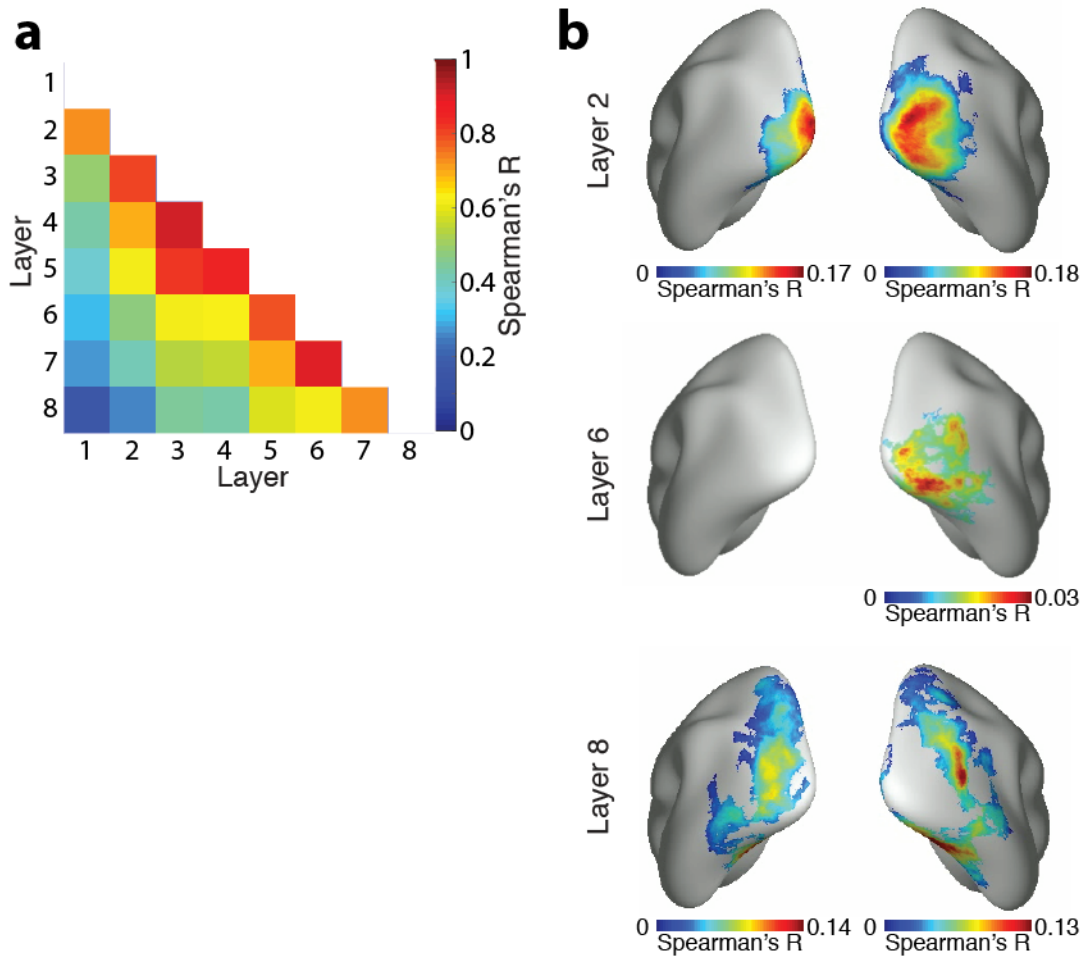 a
1
2
3
4
5
6
7
8
Layer
1 2 3 4 5 6 7 8
Layer
1
0.8
0.6
0.4
0.2
0
Spearman's R
b
Layer 2
0 0.17
Spearman's R
0 0.18
Spearman's R
Layer 6
0 0.03
Spearman's R
Layer 8
0 0.14
Spearman's R
0 0.13
Spearman's R